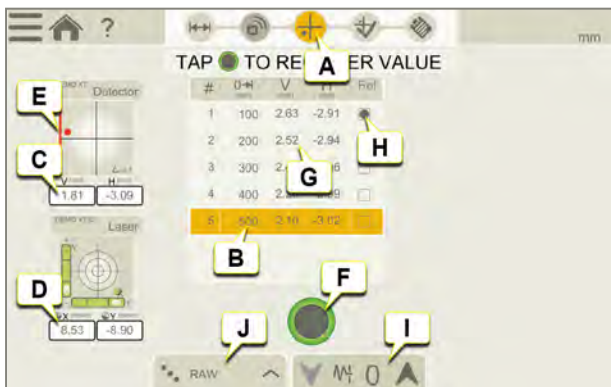 ?
mm
A
TAP TO RE ER VALUE
E
Detector
# V H Ref
1 100 2.63 -2.91
H
2 200 2.52 -2.94
C
G
3 300
V H
1.81 -3.09
4 400
Laser
5 500 2.10 -3.02
B
F
D
X Y
8.53 -8.90
J
I
RAW
0